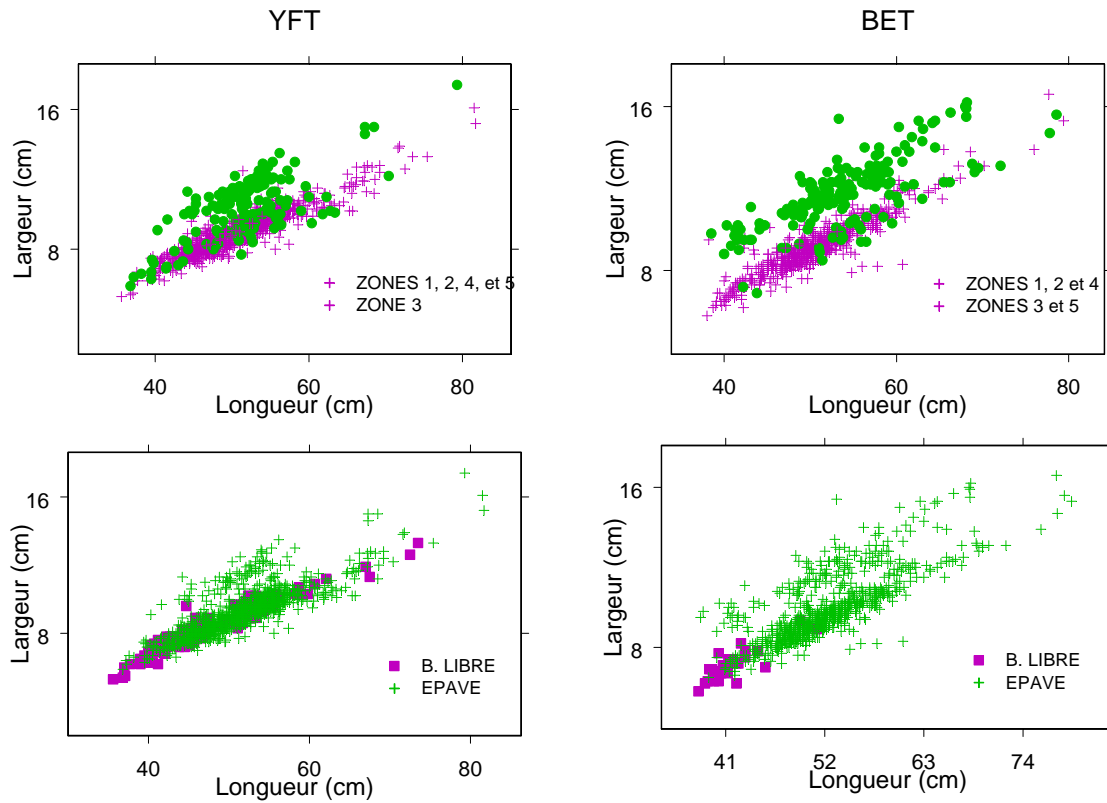 YFT
BET
Largeur (cm)
16
8
ZONES 1, 2, 4, et 5
ZONE 3
40
60
80
Longueur (cm)
Largeur (cm)
16
8
ZONES 1, 2 et 4
ZONES 3 et 5
40
60
80
Longueur (cm)
Largeur (cm)
16
8
B. LIBRE
EPAVE
40
60
80
Longueur (cm)
Largeur (cm)
16
8
B. LIBRE
EPAVE
41
52
63
74
Longueur (cm)